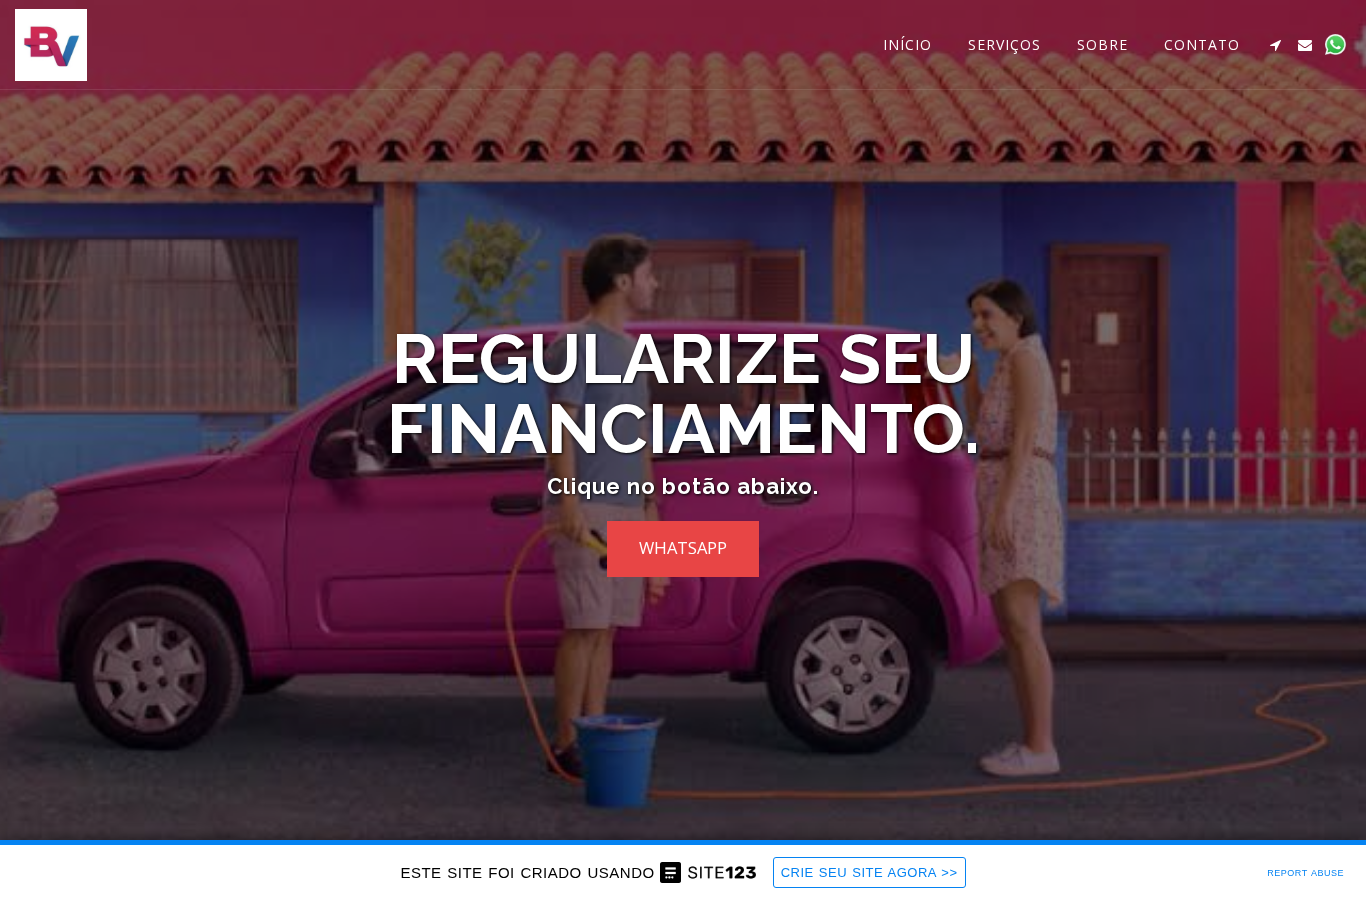 BV
INÍCIO SERVIÇOS SOBRE CONTATO
REGULARIZE SEU
FINANCIAMENTO.
Clique no botão abaixo.
WHATSAPP
ESTE SITE FOI CRIADO USANDO SITE123 CRIE SEU SITE AGORA >> REPORT ABUSE